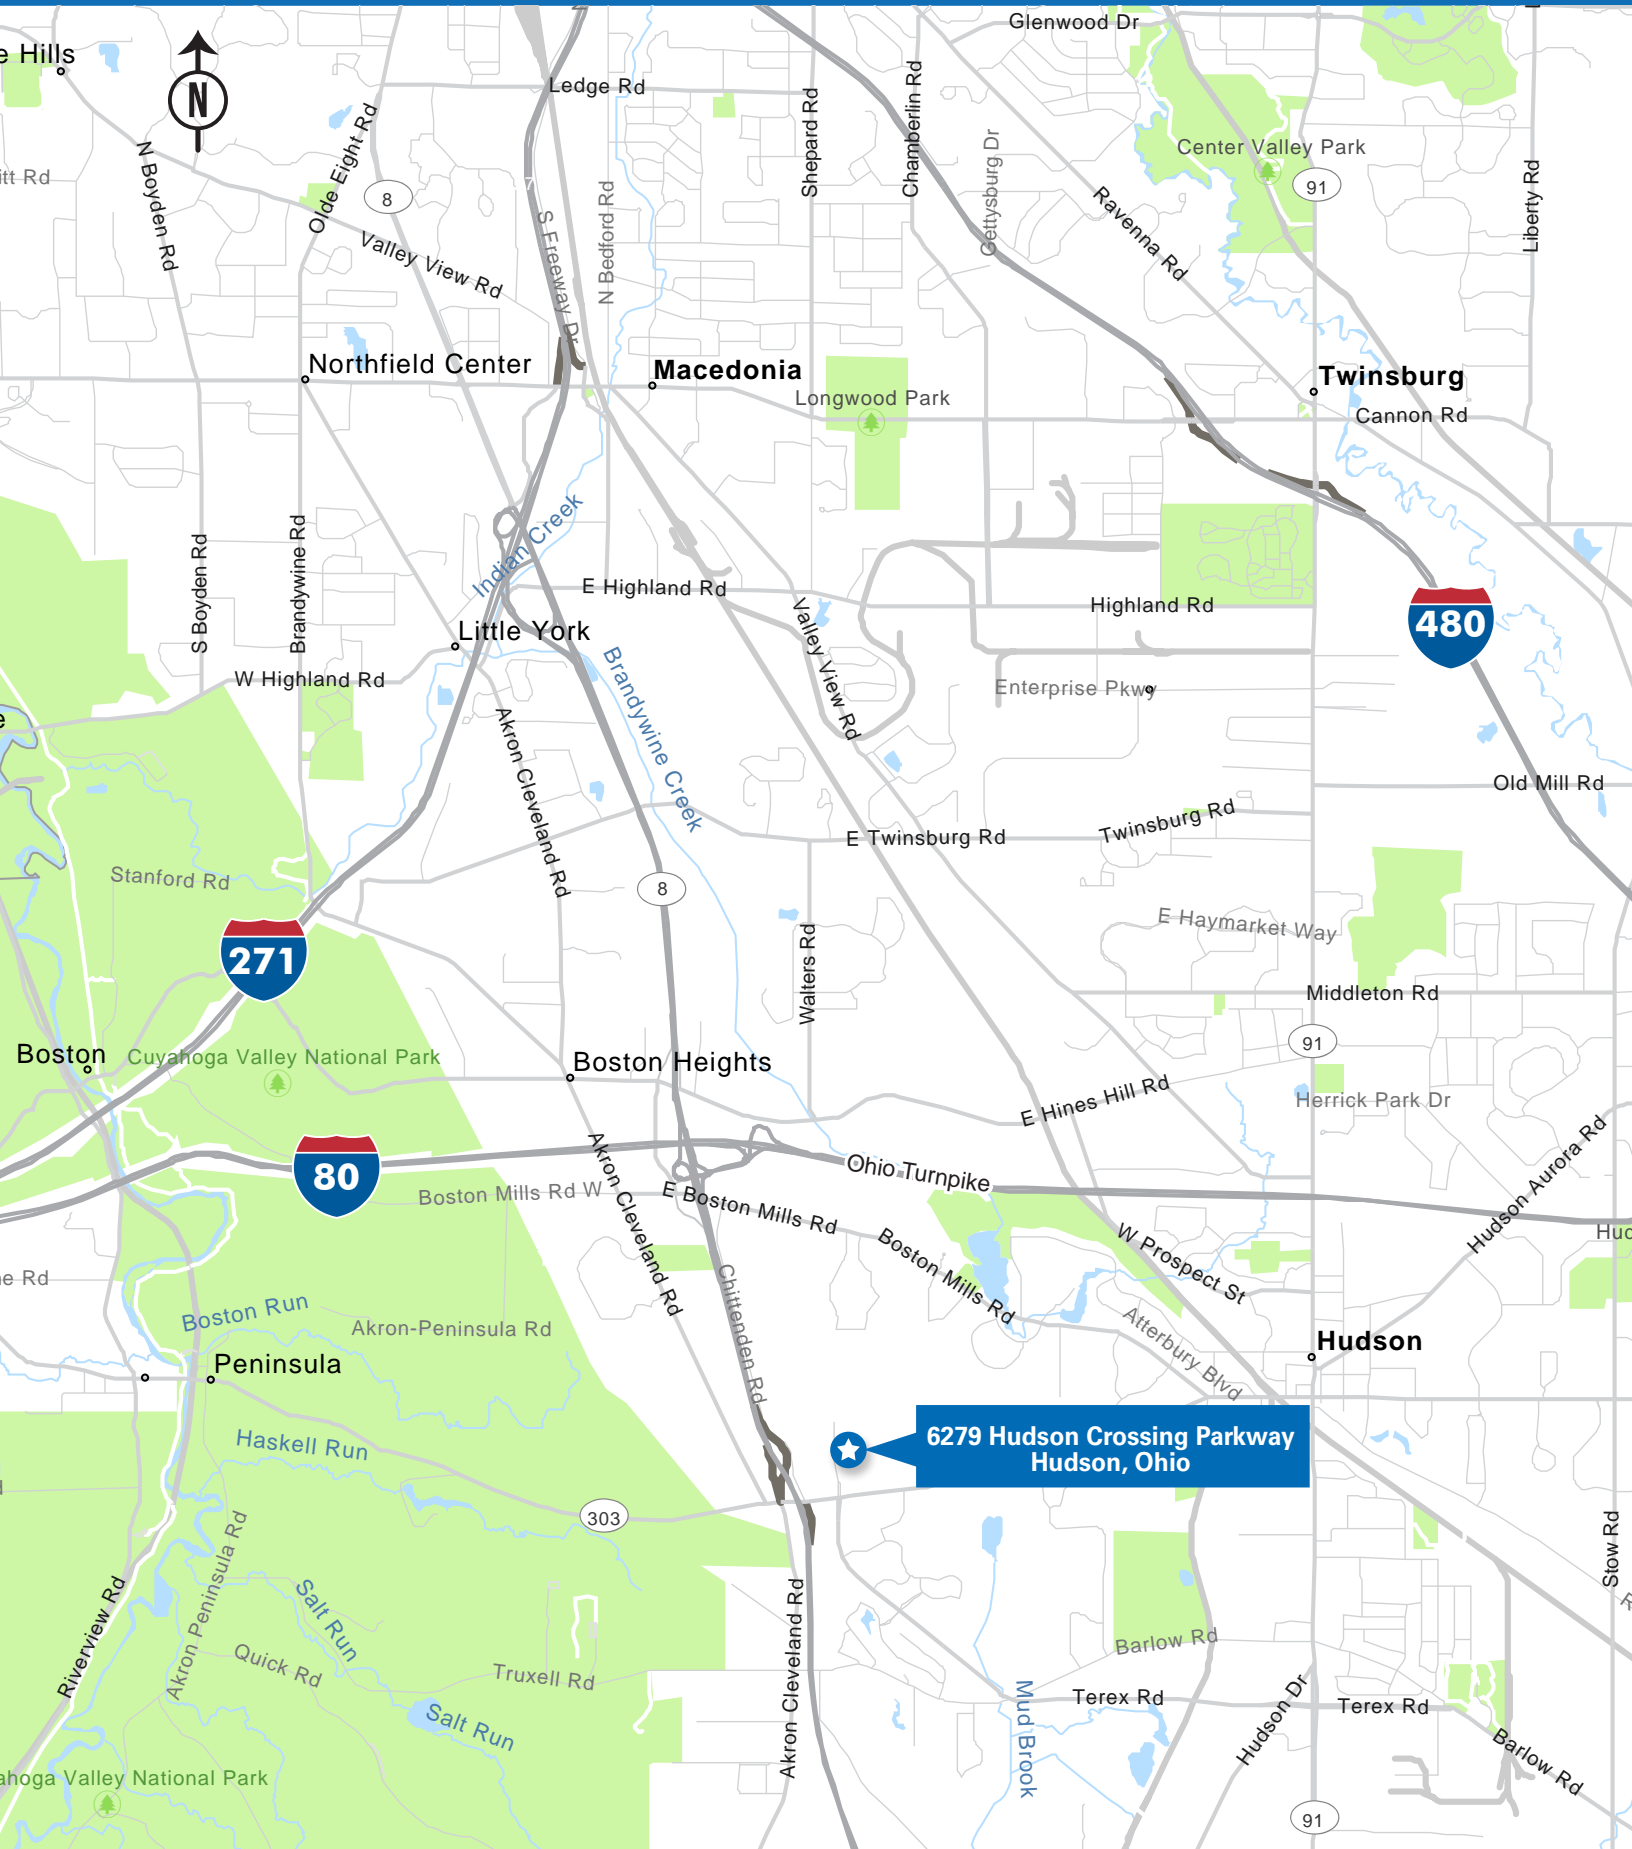 Glenwood Dr
e Hills
N
Ledge Rd
Olde Eight Rd
Shepard Rd
Chamberlin Rd
Gettysburg Dr
Center Valley Park
91
Liberty Rd
itt Rd
N Boyden Rd
8
Valley View Rd
S Freeway Dr
N Bedford Rd
Ravenna Rd
Northfield Center
Macedonia
Longwood Park
Twinsburg
Cannon Rd
Indian Creek
S Boyden Rd
Brandywine Rd
E Highland Rd
Highland Rd
480
Little York
Valley View Rd
W Highland Rd
Brandywine Creek
Enterprise Pkwy
e
Akron Cleveland Rd
Old Mill Rd
E Twinsburg Rd
Twinsburg Rd
Stanford Rd
8
E Haymarket Way
271
Walters Rd
Middleton Rd
91
Boston
Cuyahoga Valley National Park
Boston Heights
E Hines Hill Rd
Herrick Park Dr
Hudson Aurora Rd
80
Akron Cleveland Rd
Ohio Turnpike
Boston Mills Rd W
E Boston Mills Rd
Boston Mills Rd
W Prospect St
Hud
ne Rd
Chittenden Rd
Boston Run
Akron-Peninsula Rd
Atterbury Blvd
Hudson
Peninsula
6279 Hudson Crossing Parkway
Hudson, Ohio
Haskell Run
303
Akron Peninsula Rd
Stow Rd
Riverview Rd
Salt Run
Quick Rd
Truxell Rd
Akron Cleveland Rd
Barlow Rd
Mud Brook
Terex Rd
Hudson Dr
Terex Rd
Salt Run
Barlow Rd
ahoga Valley National Park
91